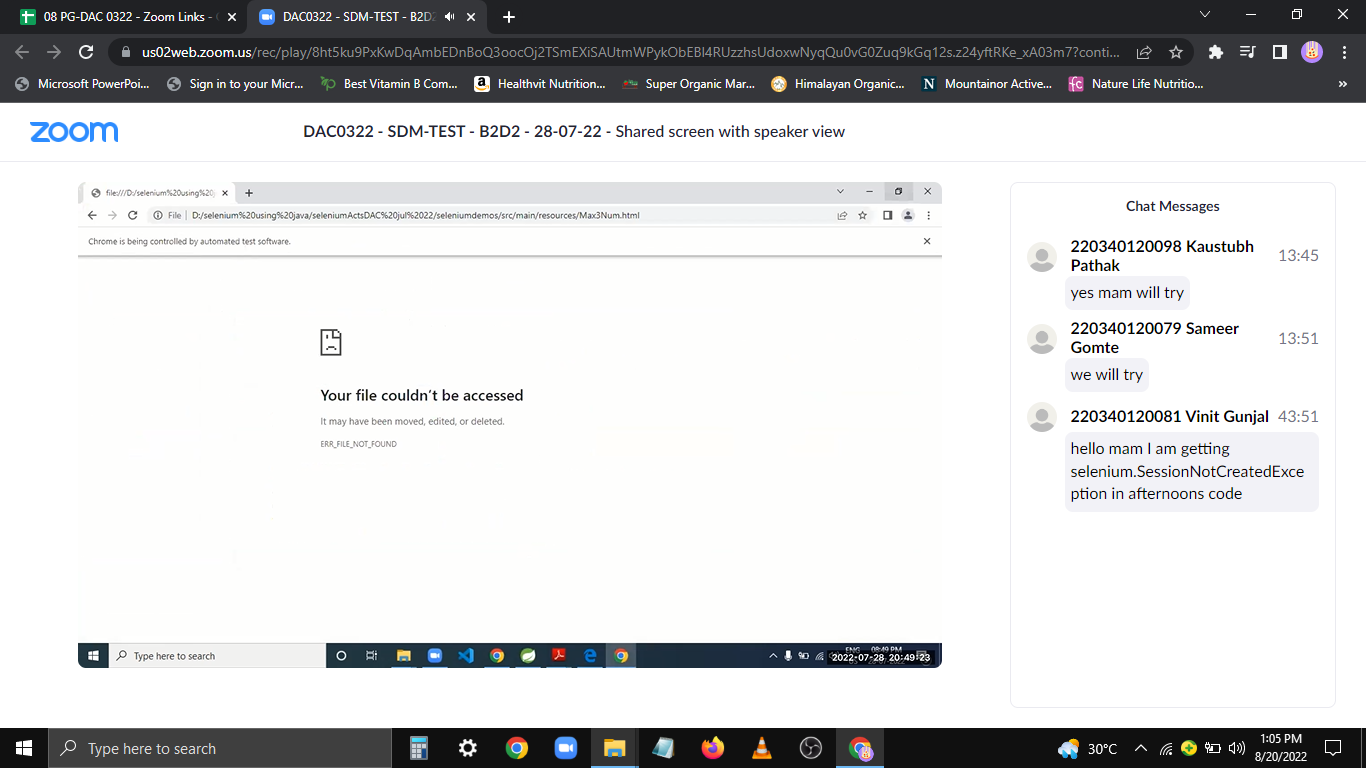 08 PG-DAC 0322 - Zoom Links -
DAC0322 - SDM-TEST - B2D2
us02web.zoom.us/rec/play/8ht5ku9PxKwDqAmbEDnBoQ3oocOj2TSmEXiSAUtmWPykObEBl4RUzzhsUdoxwNyqQu0vG0Zuq9kGq12s.z24yftRKe_xA03m7?conti...
Microsoft PowerPoi...
Sign in to your Micr...
Best Vitamin B Com...
Healthvit Nutrition...
Super Organic Mar...
Himalayan Organic...
Mountainor Active...
Nature Life Nutritio...
zoom
DAC0322 - SDM-TEST - B2D2 - 28-07-22 - Shared screen with speaker view
file:///D:/selenium%20using%20j
File | D:/selenium%20using%20java/seleniumActsDAC%20jul%2022/seleniumdemos/src/main/resources/Max3Num.html
Chrome is being controlled by automated test software.
Your file couldn't be accessed
It may have been moved, edited, or deleted.
ERR_FILE_NOT_FOUND
Type here to search
2022-07-28 20:49:23
Chat Messages
220340120098 Kaustubh
Pathak
13:45
yes mam will try
220340120079 Sameer
Gomte
13:51
we will try
220340120081 Vinit Gunjal 43:51
hello mam I am getting
selenium.SessionNotCreatedExce
ption in afternoons code
Type here to search
30°C
1:05 PM
8/20/2022